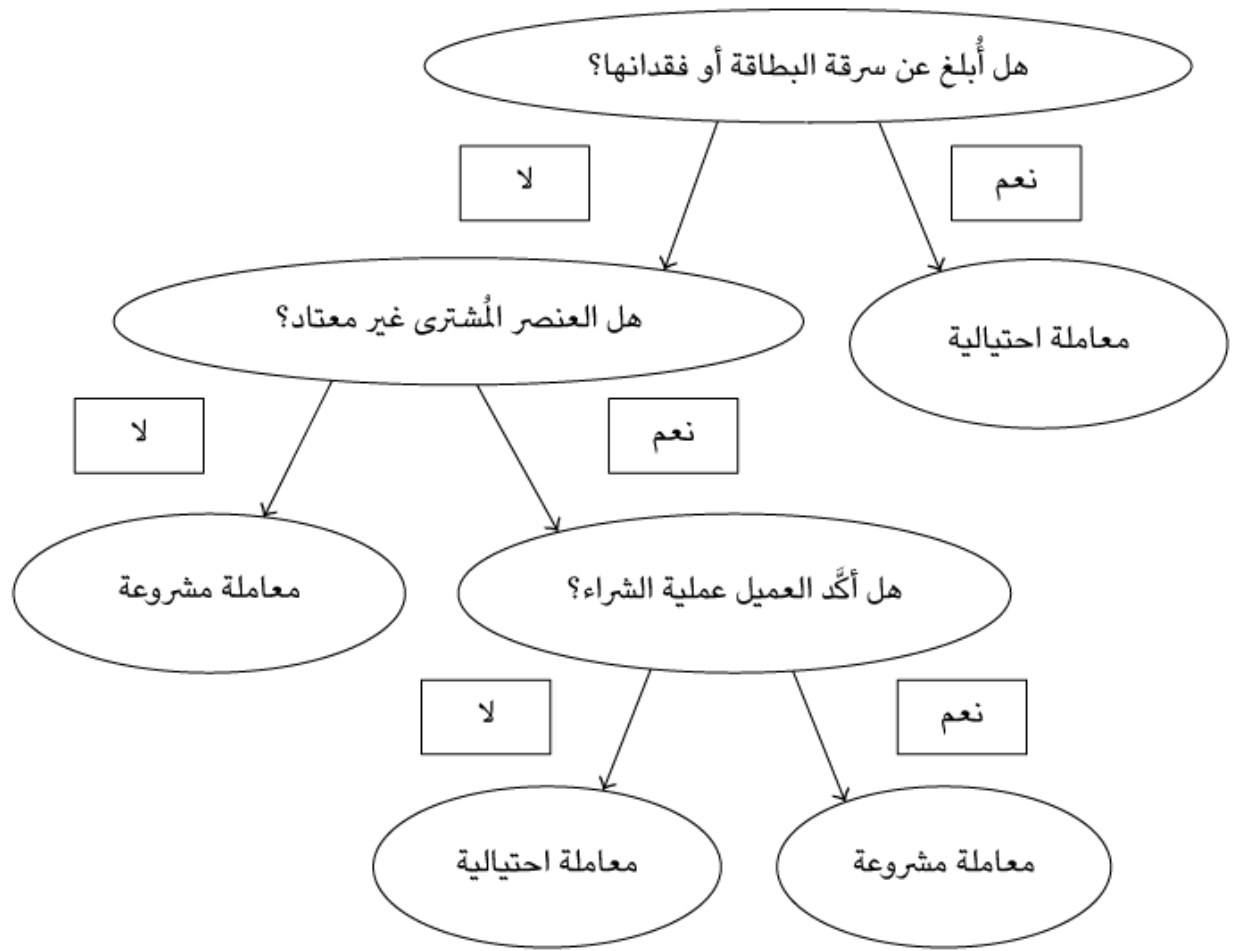 هل أُبلغ عن سرقة البطاقة أو فقدانها؟
نعم
لا
معاملة احتيالية
هل العنصر المُشترى غير معتاد؟
نعم
لا
هل أكَّد العميل عملية الشراء؟
معاملة مشروعة
نعم
لا
معاملة مشروعة
معاملة احتيالية